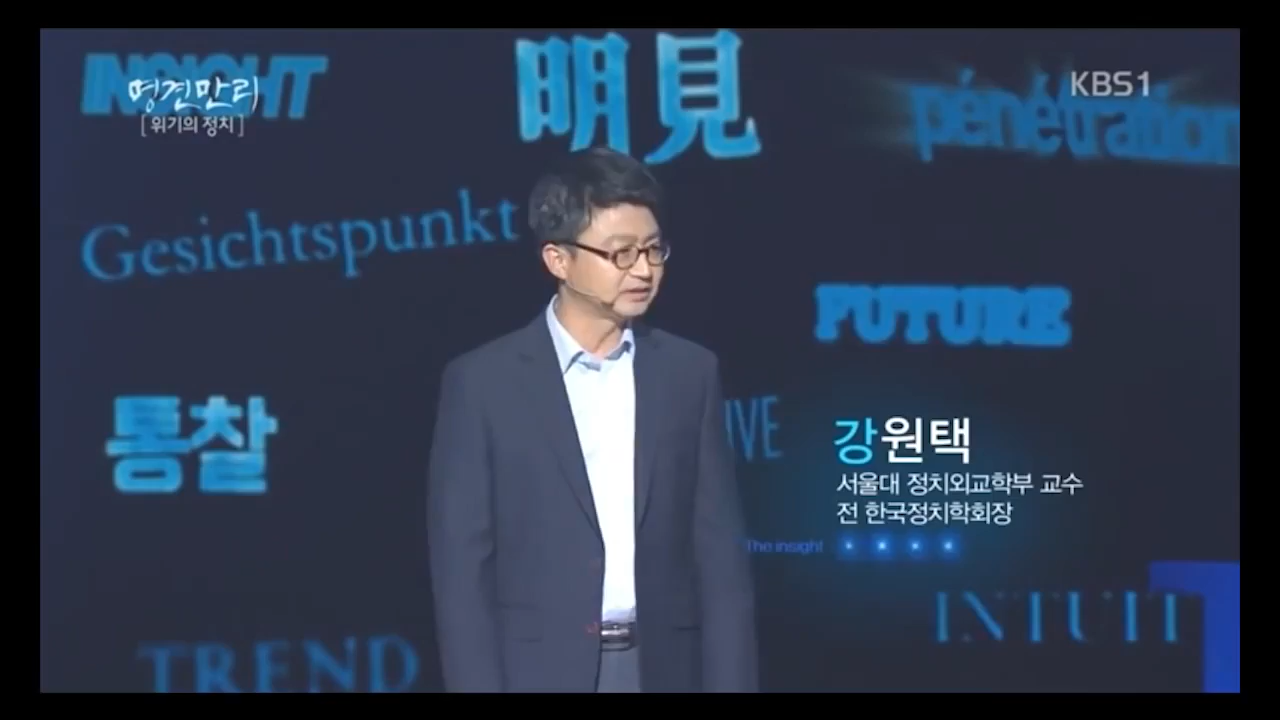 INSIGHT
명견만리
[위기의 정치]
明見
KBS1
pénétration
Gesichtspunkt
FUTURE
통찰
강원택
서울대 정치외교학부 교수
전 한국정치학회장
The insight
INTUIT
TREND